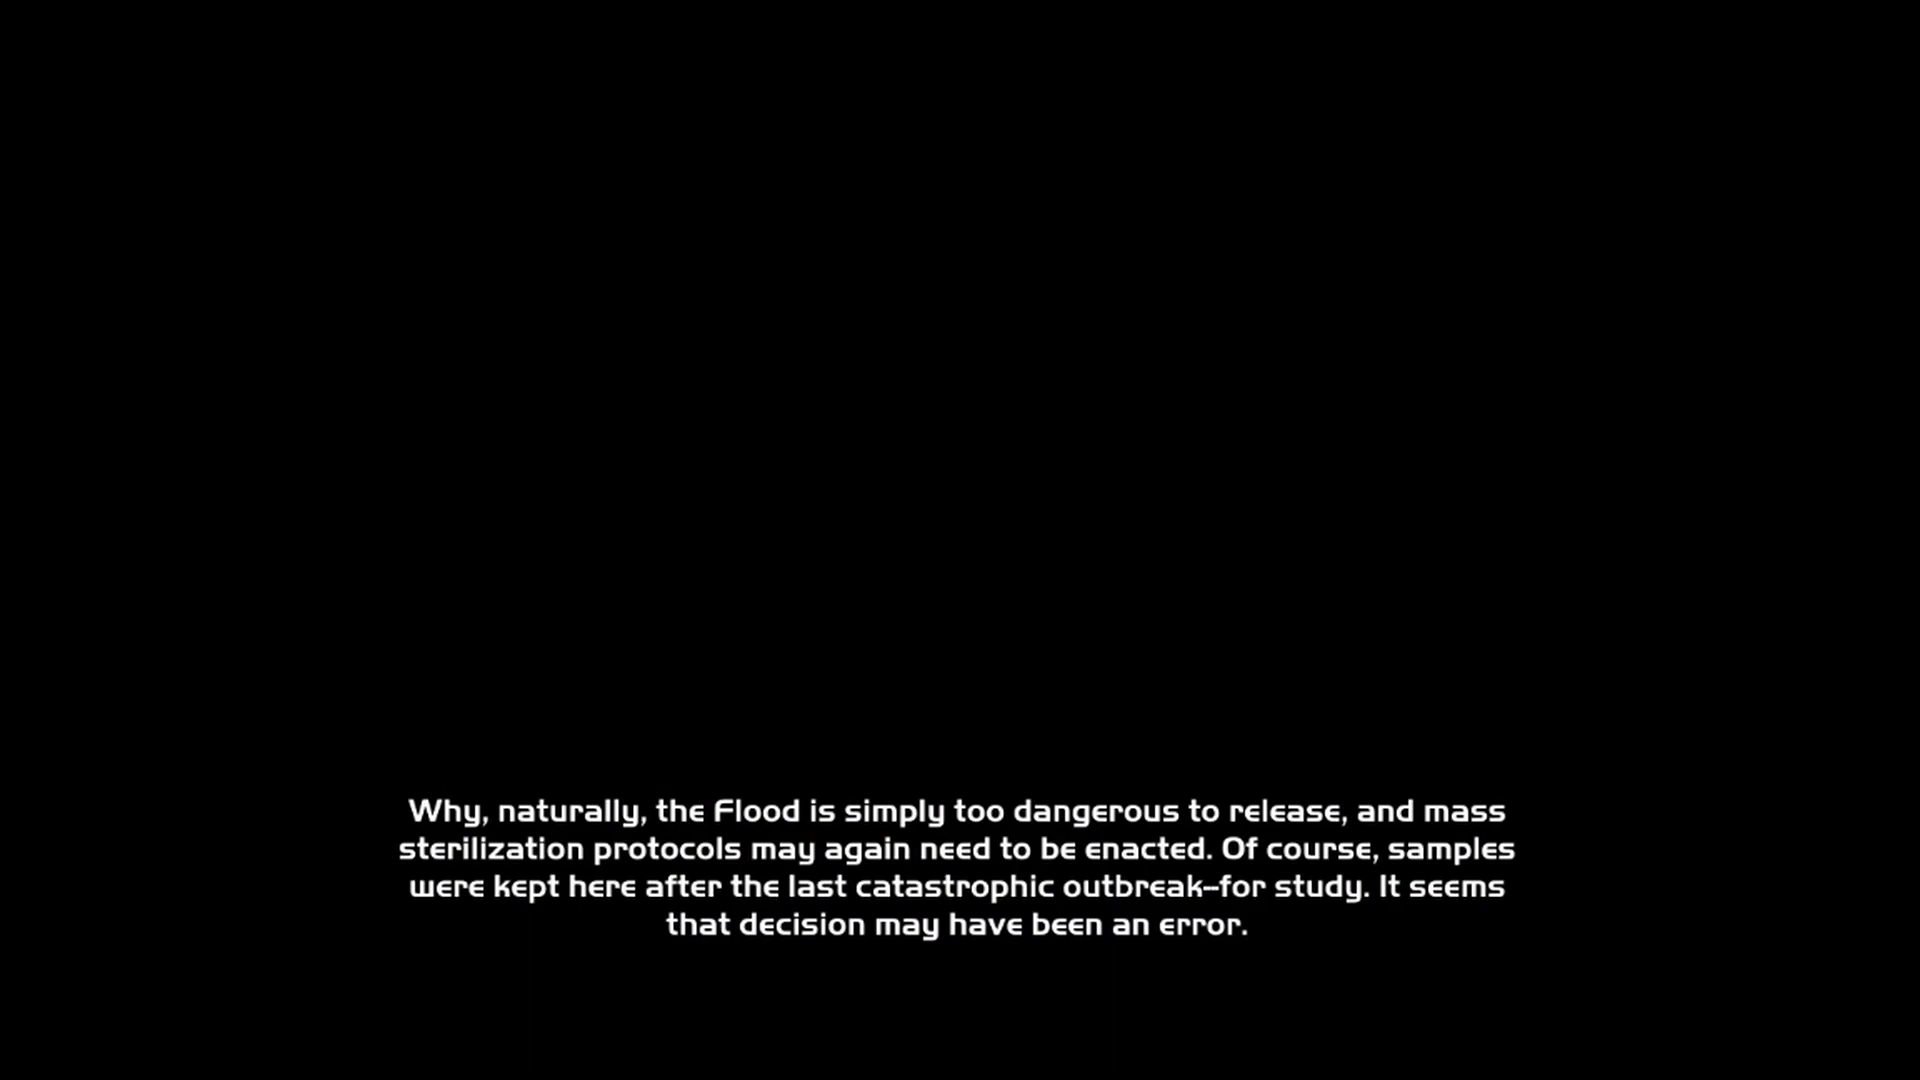 Why, naturally, the Flood is simply too dangerous to release, and mass
sterilization protocols may again need to be enacted. Of course, samples
were kept here after the last catastrophic outbreak--for study. It seems
that decision may have been an error.